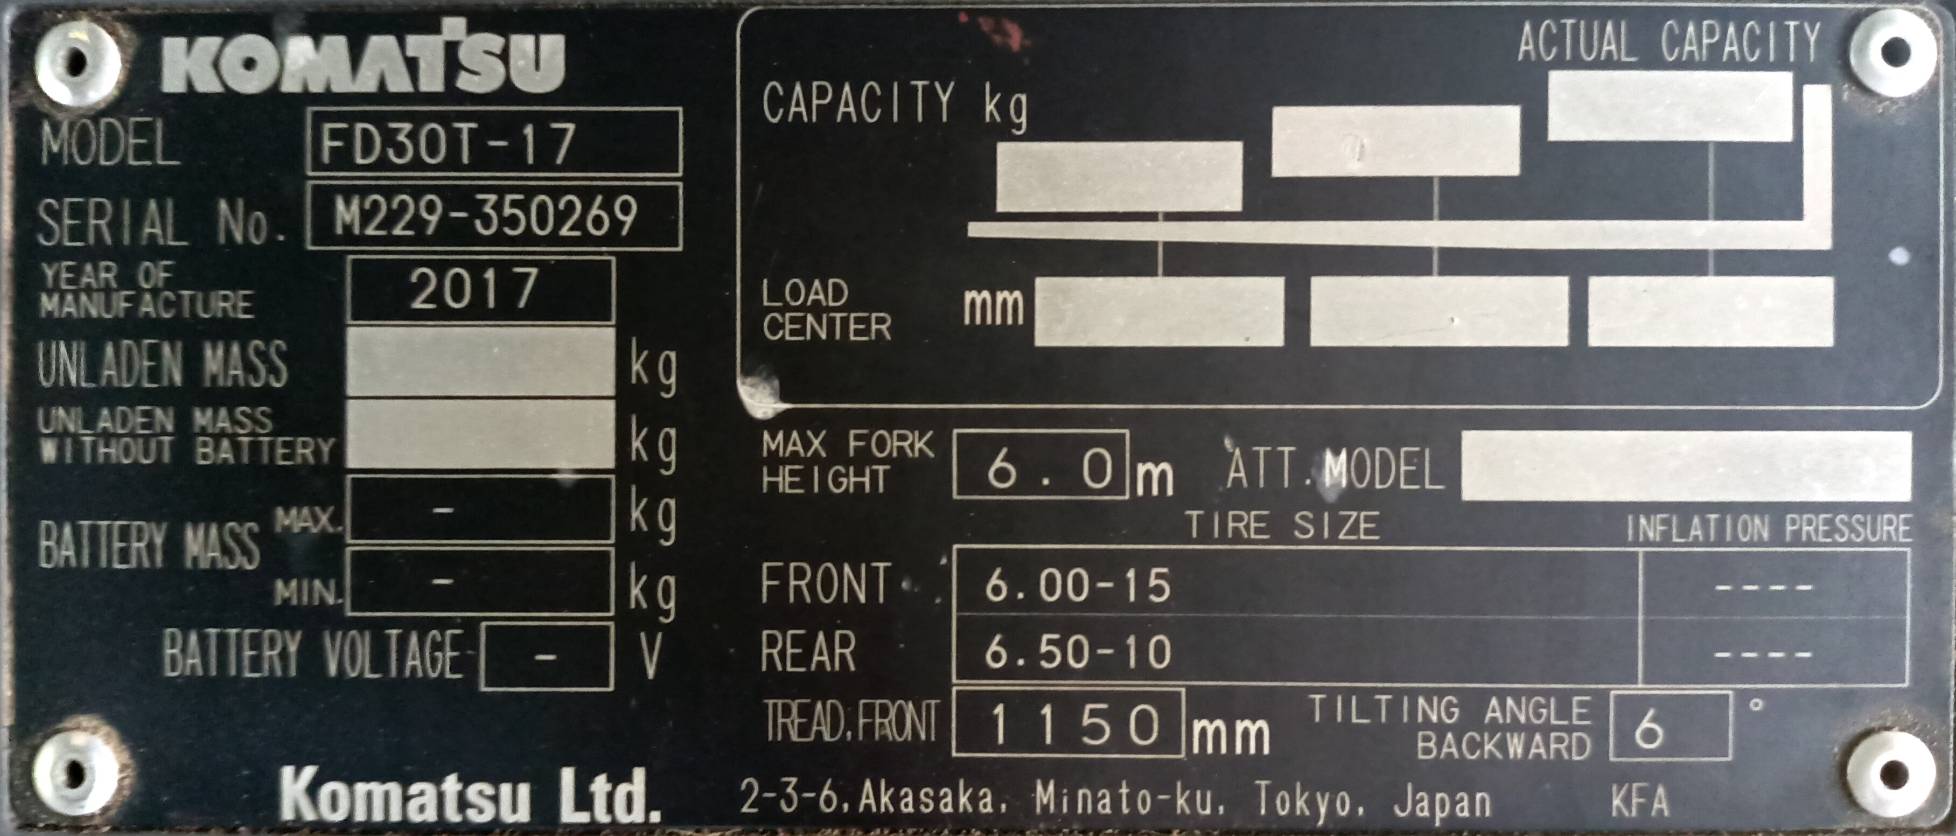 KOMATSU
MODEL FD30T-17
SERIAL No. M229-350269
YEAR OF
MANUFACTURE 2017
UNLADEN MASS kg
UNLADEN MASS
WITHOUT BATTERY kg
BATTERY MASS MAX. - kg
MIN. - kg
BATTERY VOLTAGE - V
Komatsu Ltd.
ACTUAL CAPACITY
CAPACITY kg
LOAD
CENTER mm
MAX FORK
HEIGHT 6.0 m ATT.MODEL
TIRE SIZE INFLATION PRESSURE
FRONT 6.00-15 ----
REAR 6.50-10 ----
TREAD,FRONT 1150 mm TILTING ANGLE
BACKWARD 6 °
2-3-6, Akasaka, Minato-ku, Tokyo, Japan KFA